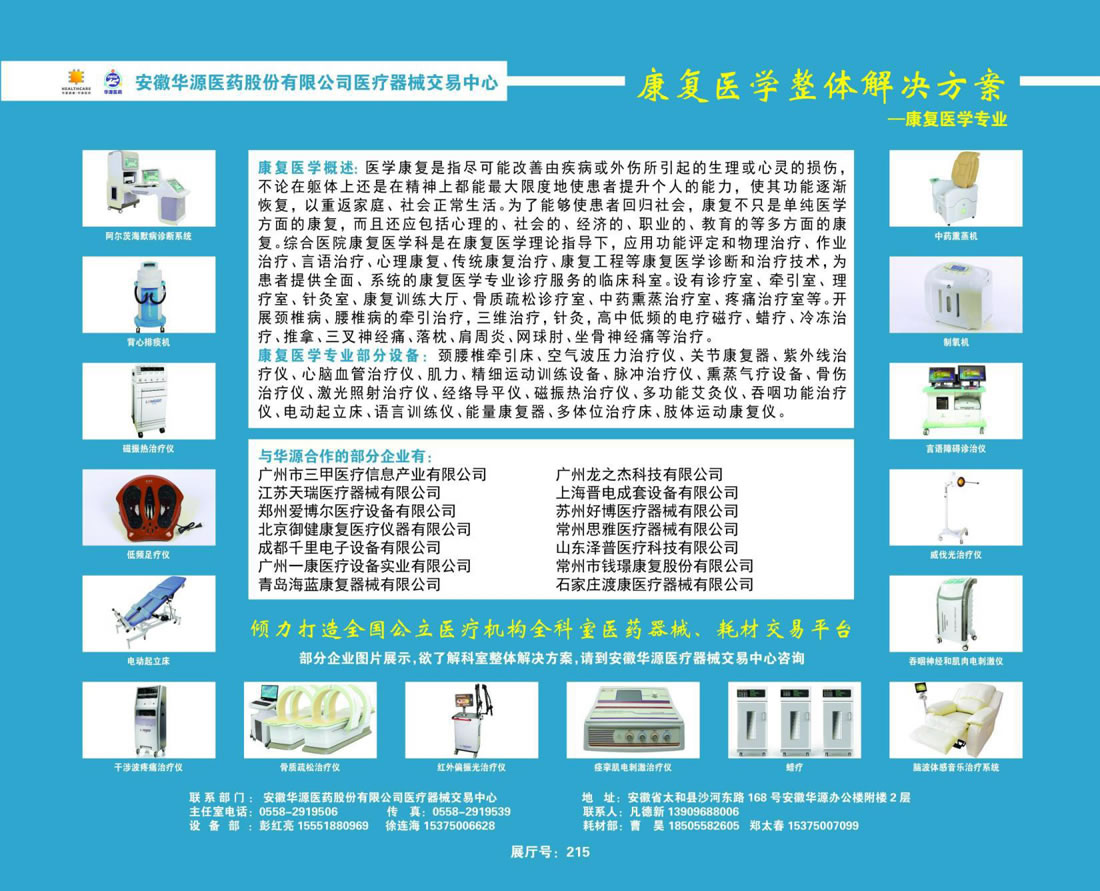 HEALTHCARE
华源医药
安徽华源医药股份有限公司医疗器械交易中心
康复医学整体解决方案
—康复医学专业
康复医学概述：医学康复是指尽可能改善由疾病或外伤所引起的生理或心灵的损伤，
不论在躯体上还是在精神上都能最大限度地使患者提升个人的能力，使其功能逐渐
恢复，以重返家庭、社会正常生活。为了能够使患者回归社会，康复不只是单纯医学
方面的康复，而且还应包括心理的、社会的、经济的、职业的、教育的等多方面的康
复。综合医院康复医学科是在康复医学理论指导下，应用功能评定和物理治疗、作业
治疗、言语治疗、心理康复、传统康复治疗、康复工程等康复医学诊断和治疗技术，为
患者提供全面、系统的康复医学专业诊疗服务的临床科室。设有诊疗室、牵引室、理
疗室、针灸室、康复训练大厅、骨质疏松诊疗室、中药熏蒸治疗室、疼痛治疗室等。开
展颈椎病、腰椎病的牵引治疗，三维治疗，针灸，高中低频的电疗磁疗、蜡疗、冷冻治
疗、推拿、三叉神经痛、落枕、肩周炎、网球肘、坐骨神经痛等治疗。
康复医学专业部分设备：颈腰椎牵引床、空气波压力治疗仪、关节康复器、紫外线治
疗仪、心脑血管治疗仪、肌力、精细运动训练设备、脉冲治疗仪、熏蒸气疗设备、骨伤
治疗仪、激光照射治疗仪、经络导平仪、磁振热治疗仪、多功能艾灸仪、吞咽功能治疗
仪、电动起立床、语言训练仪、能量康复器、多体位治疗床、肢体运动康复仪。
与华源合作的部分企业有：
广州市三甲医疗信息产业有限公司 广州龙之杰科技有限公司
江苏天瑞医疗器械有限公司 上海晋电成套设备有限公司
郑州爱博尔医疗设备有限公司 苏州好博医疗器械有限公司
北京御健康复医疗仪器有限公司 常州思雅医疗器械有限公司
成都千里电子设备有限公司 山东泽普医疗科技有限公司
广州一康医疗设备实业有限公司 常州市钱璟康复股份有限公司
青岛海蓝康复器械有限公司 石家庄渡康医疗器械有限公司
倾力打造全国公立医疗机构全科室医药器械、耗材交易平台
部分企业图片展示，欲了解科室整体解决方案，请到安徽华源医疗器械交易中心咨询
阿尔茨海默病诊断系统
背心排痰机
磁振热治疗仪
低频足疗仪
电动起立床
中药熏蒸机
制氧机
言语障碍诊治仪
威伐光治疗仪
吞咽神经和肌肉电刺激仪
干涉波疼痛治疗仪
骨质疏松治疗仪
红外偏振光治疗仪
痉挛肌电刺激治疗仪
蜡疗
脑波体感音乐治疗系统
联系部门：安徽华源医药股份有限公司医疗器械交易中心
主任室电话：0558-2919506 传 真：0558-2919539
设 备 部：彭红亮 15551880969 徐连海 15375006628
地 址：安徽省太和县沙河东路 168 号安徽华源办公楼附楼 2 层
联系人：凡德新 13909688006
耗材部：曹 昊 18505582605 郑太春 15375007099
展厅号：215